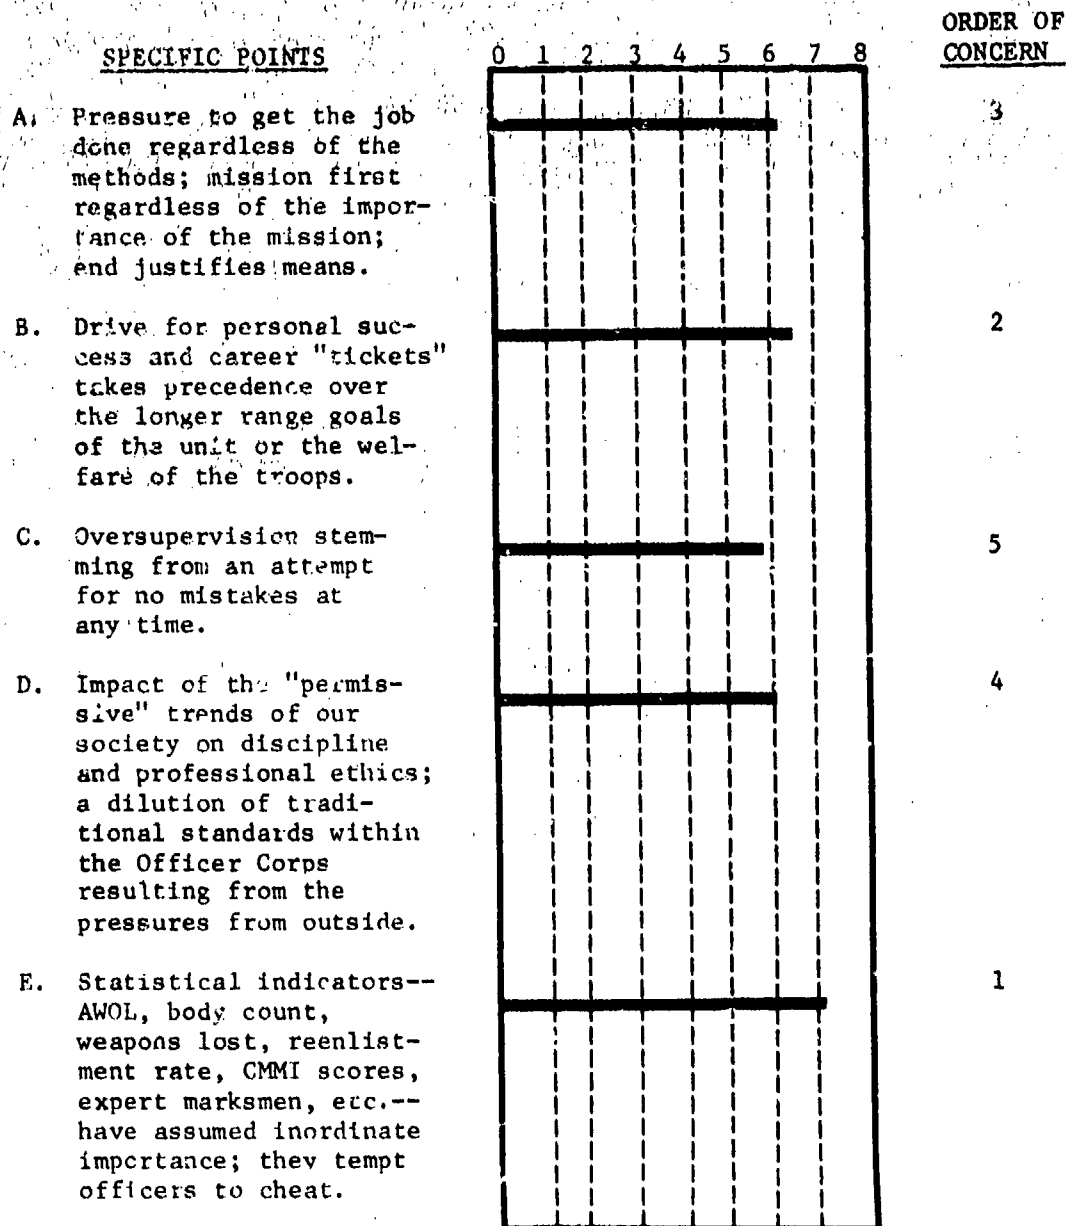 ORDER OF
SPECIFIC POINTS 0 1 2 3 4 5 6 7 8 CONCERN
A. Pressure to get the job 3
done regardless of the
methods; mission first
regardless of the impor-
tance of the mission;
end justifies means.
B. Drive for personal suc- 2
cess and career "tickets"
takes precedence over
the longer range goals
of the unit or the wel-
fare of the troops.
C. Oversupervision stem- 5
ming from an attempt
for no mistakes at
any time.
D. Impact of the "permis- 4
sive" trends of our
society on discipline
and professional ethics;
a dilution of tradi-
tional standards within
the Officer Corps
resulting from the
pressures from outside.
E. Statistical indicators-- 1
AWOL, body count,
weapons lost, reenlist-
ment rate, CMMI scores,
expert marksmen, etc.--
have assumed inordinate
importance; they tempt
officers to cheat.